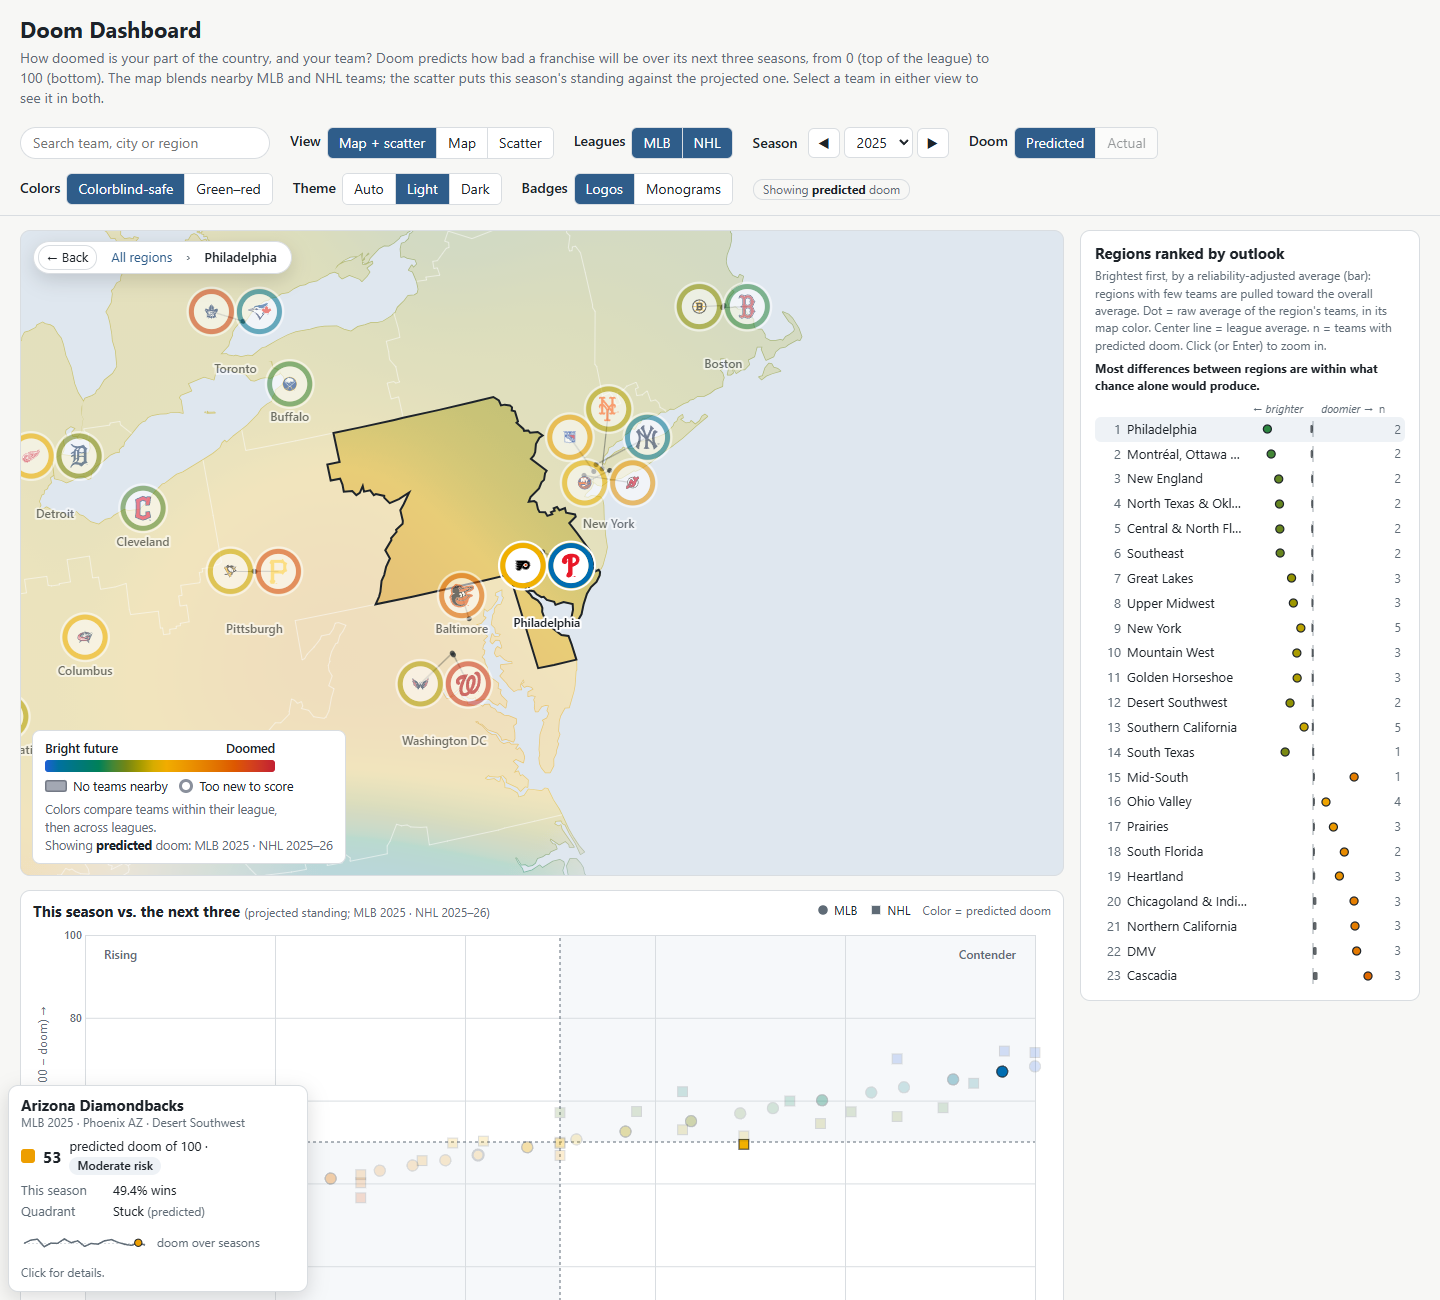 Doom Dashboard
How doomed is your part of the country, and your team? Doom predicts how bad a franchise will be over its next three seasons, from 0 (top of the league) to
100 (bottom). The map blends nearby MLB and NHL teams; the scatter puts this season's standing against the projected one. Select a team in either view to
see it in both.
Search team, city or region
View Map + scatter Map Scatter
Leagues MLB NHL
Season ◀ 2025 ▶
Doom Predicted Actual
Colors Colorblind-safe Green–red
Theme Auto Light Dark
Badges Logos Monograms
Showing predicted doom
← Back All regions › Philadelphia
Toronto
Buffalo
Boston
Detroit
Cleveland
New York
Pittsburgh
Baltimore
Philadelphia
Columbus
Washington DC
Bright future Doomed
No teams nearby Too new to score
Colors compare teams within their league,
then across leagues.
Showing predicted doom: MLB 2025 · NHL 2025–26
Regions ranked by outlook
Brightest first, by a reliability-adjusted average (bar):
regions with few teams are pulled toward the overall
average. Dot = raw average of the region's teams, in its
map color. Center line = league average. n = teams with
predicted doom. Click (or Enter) to zoom in.
Most differences between regions are within what
chance alone would produce.
← brighter doomier → n
1 Philadelphia 2
2 Montréal, Ottawa ... 2
3 New England 2
4 North Texas & Okl... 2
5 Central & North Fl... 2
6 Southeast 2
7 Great Lakes 3
8 Upper Midwest 3
9 New York 5
10 Mountain West 3
11 Golden Horseshoe 3
12 Desert Southwest 2
13 Southern California 5
14 South Texas 1
15 Mid-South 1
16 Ohio Valley 4
17 Prairies 3
18 South Florida 2
19 Heartland 3
20 Chicagoland & Indi... 3
21 Northern California 3
22 DMV 3
23 Cascadia 3
This season vs. the next three (projected standing; MLB 2025 · NHL 2025–26)
MLB NHL Color = predicted doom
100
Rising
Contender
80
00 – doom) →
Arizona Diamondbacks
MLB 2025 · Phoenix AZ · Desert Southwest
53 predicted doom of 100 ·
Moderate risk
This season 49.4% wins
Quadrant Stuck (predicted)
doom over seasons
Click for details.